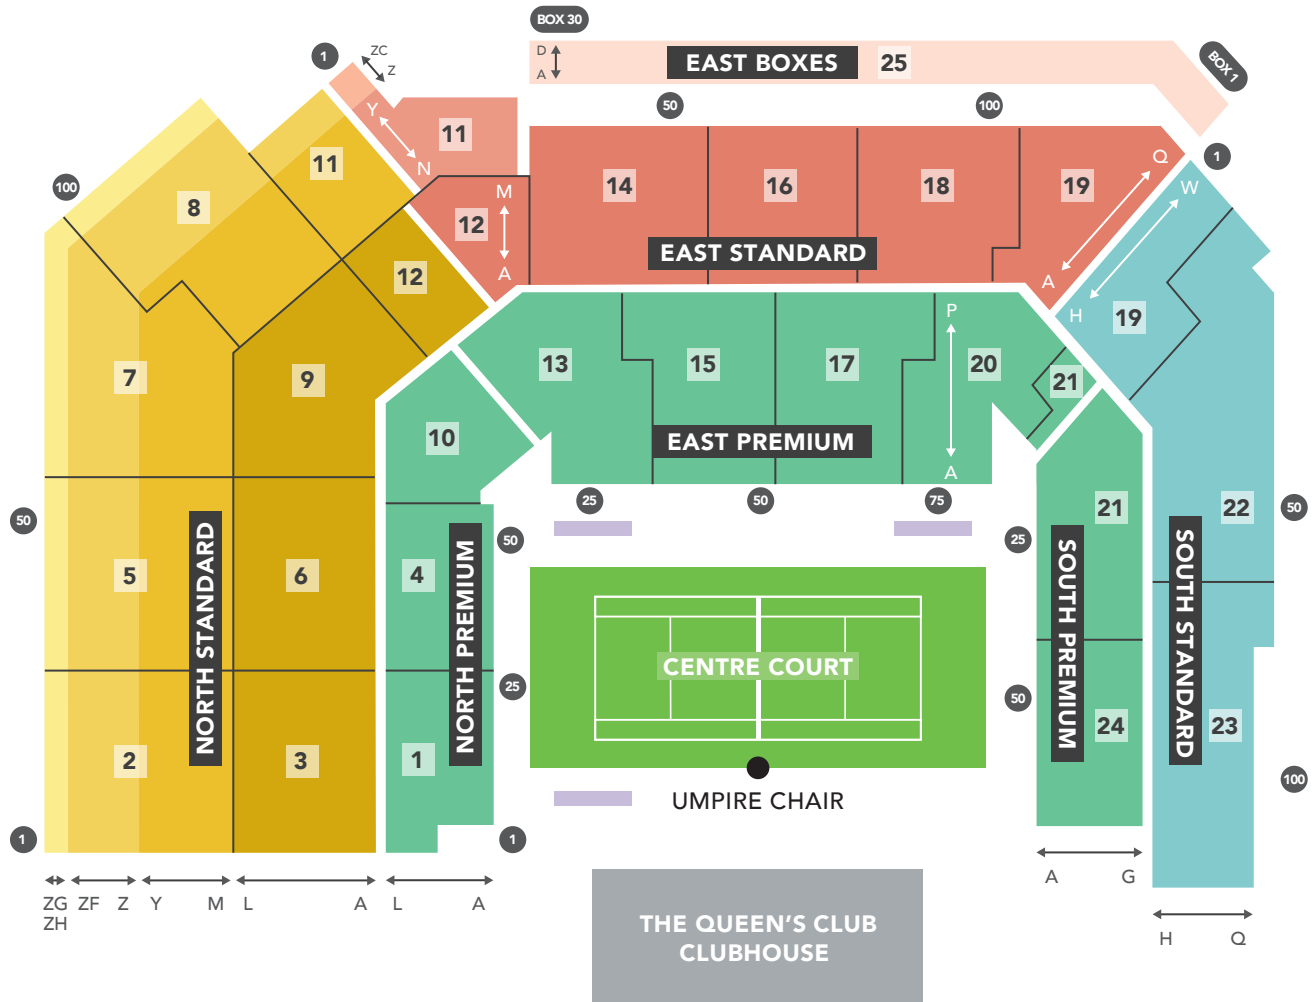 BOX 30
1
ZC
Z
D
A
EAST BOXES
25
BOX 1
50
100
Y
N
11
11
8
100
M
A
12
14
16
18
19
Q
A
1
W
H
EAST STANDARD
12
19
7
9
13
15
17
P
A
20
21
10
EAST PREMIUM
25
50
75
50
NORTH STANDARD
5
6
4
NORTH PREMIUM
50
25
21
SOUTH PREMIUM
SOUTH STANDARD
22
50
CENTRE COURT
25
50
2
3
1
24
23
100
UMPIRE CHAIR
1
1
ZG
ZH
ZF
Z
Y
M
L
A
L
A
A
G
H
Q
THE QUEEN'S CLUB
CLUBHOUSE